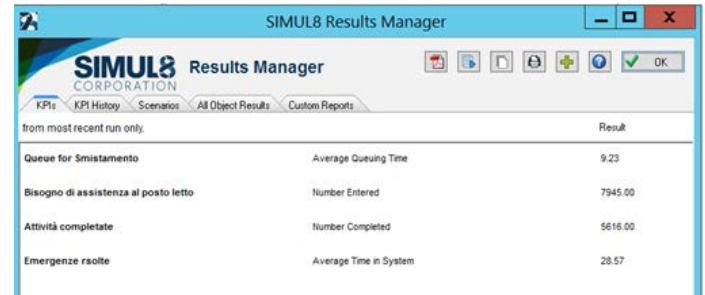 SIMUL8 Results Manager
SIMUL8 Results Manager
CORPORATION
OK
KPIs KPI History Scenarios All Object Results Custom Reports
from most recent run only. Result
Queue for Smistamento Average Queuing Time 9.23
Bisogno di assistenza al posto letto Number Entered 7945.00
Attività completate Number Completed 5616.00
Emergenze rsolte Average Time in System 28.57